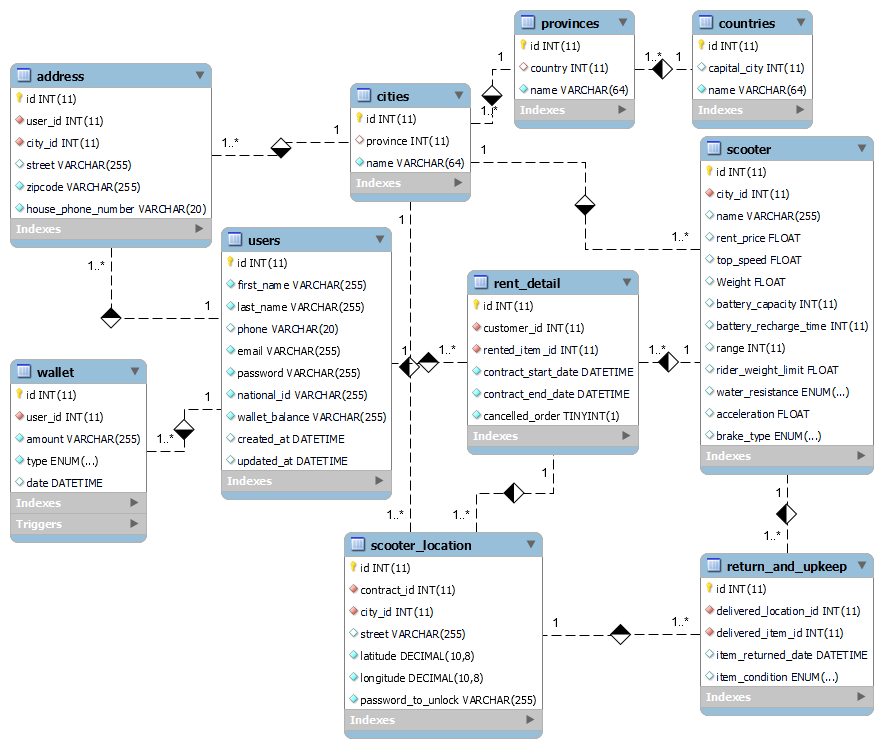 provinces
id INT(11)
country INT(11)
name VARCHAR(64)
Indexes
1..*
1
countries
id INT(11)
capital_city INT(11)
name VARCHAR(64)
Indexes
address
id INT(11)
user_id INT(11)
city_id INT(11)
street VARCHAR(255)
zipcode VARCHAR(255)
house_phone_number VARCHAR(20)
Indexes
1..*
1
cities
id INT(11)
province INT(11)
name VARCHAR(64)
Indexes
1
1..*
1
1..*
scooter
id INT(11)
city_id INT(11)
name VARCHAR(255)
rent_price FLOAT
top_speed FLOAT
Weight FLOAT
battery_capacity INT(11)
battery_recharge_time INT(11)
range INT(11)
rider_weight_limit FLOAT
water_resistance ENUM(...)
acceleration FLOAT
brake_type ENUM(...)
Indexes
1..*
1
users
id INT(11)
first_name VARCHAR(255)
last_name VARCHAR(255)
phone VARCHAR(20)
email VARCHAR(255)
password VARCHAR(255)
national_id VARCHAR(255)
wallet_balance VARCHAR(255)
created_at DATETIME
updated_at DATETIME
Indexes
1
1
1..*
rent_detail
id INT(11)
customer_id INT(11)
rented_item_id INT(11)
contract_start_date DATETIME
contract_end_date DATETIME
cancelled_order TINYINT(1)
Indexes
1..*
1
wallet
id INT(11)
user_id INT(11)
amount VARCHAR(255)
type ENUM(...)
date DATETIME
Indexes
Triggers
1
1..*
1
1..*
1..*
1
1..*
scooter_location
id INT(11)
contract_id INT(11)
city_id INT(11)
street VARCHAR(255)
latitude DECIMAL(10,8)
longitude DECIMAL(10,8)
password_to_unlock VARCHAR(255)
Indexes
1
1..*
return_and_upkeep
id INT(11)
delivered_location_id INT(11)
delivered_item_id INT(11)
item_returned_date DATETIME
item_condition ENUM(...)
Indexes